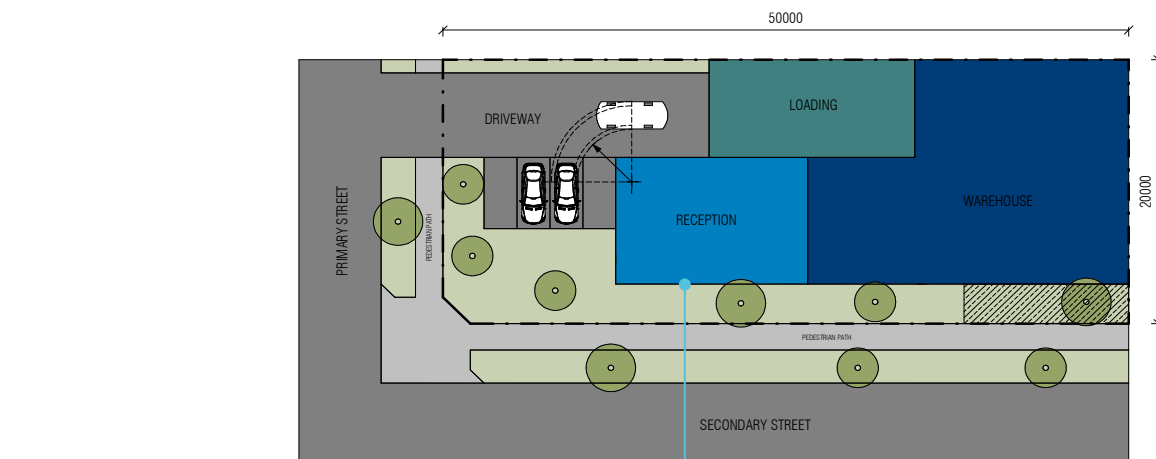 50000
LOADING
DRIVEWAY
PRIMARY STREET
PEDESTRIAN PATH
RECEPTION
WAREHOUSE
20000
PEDESTRIAN PATH
SECONDARY STREET